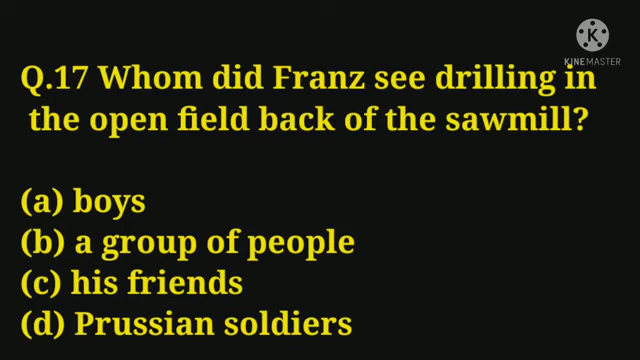 K
KINEMASTER
Q.17 Whom did Franz see drilling in
the open field back of the sawmill?
(a) boys
(b) a group of people
(c) his friends
(d) Prussian soldiers